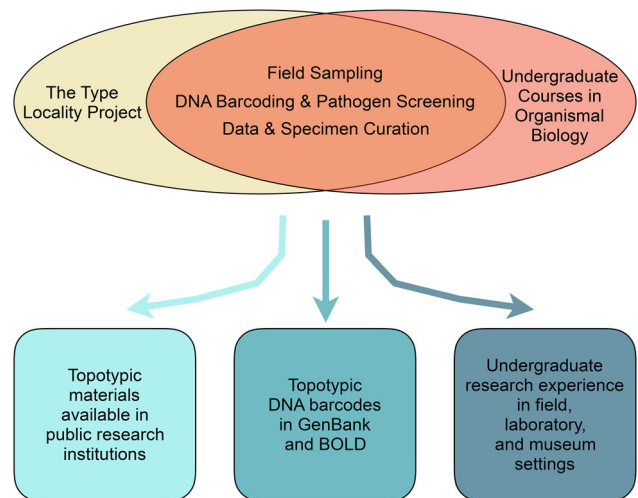 The Type
Locality Project
Field Sampling
DNA Barcoding & Pathogen Screening
Data & Specimen Curation
Undergraduate
Courses in
Organismal
Biology
Topotypic
materials
available in
public research
institutions
Topotypic
DNA barcodes
in GenBank
and BOLD
Undergraduate
research experience
in field,
laboratory,
and museum
settings